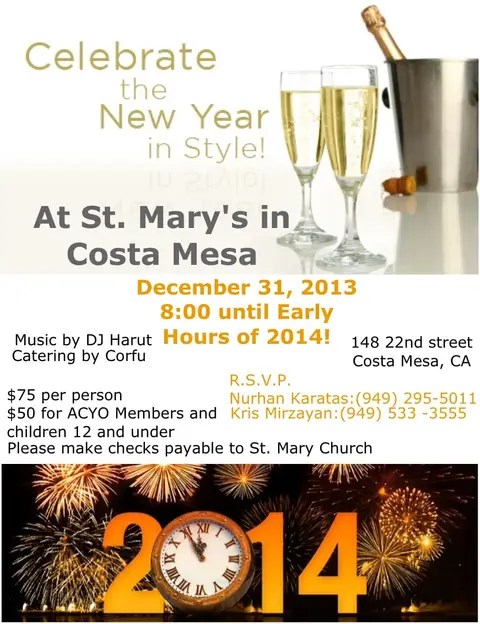 Celebrate
the
New Year
in Style!
At St. Mary's in
Costa Mesa
December 31, 2013
8:00 until Early
Hours of 2014!
Music by DJ Harut
Catering by Corfu
148 22nd street
Costa Mesa, CA
$75 per person
$50 for ACYO Members and
children 12 and under
R.S.V.P.
Nurhan Karatas:(949) 295-5011
Kris Mirzayan:(949) 533 -3555
Please make checks payable to St. Mary Church
2014
XII